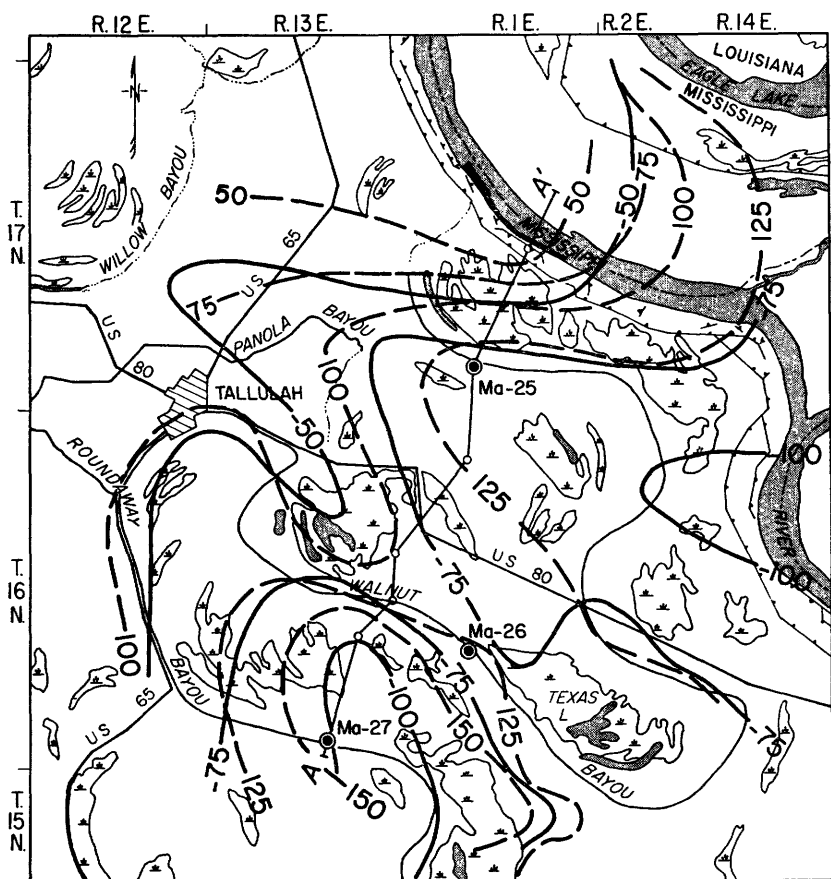 R.12 E. R.13 E. R.1 E. R.2 E. R.14 E.
LOUISIANA
EAGLE LAKE
MISSISSIPPI
N
WILLOW BAYOU
T. 17 N.
50
65
A'
50
-50
75
100
125
MISSISSIPPI
75
US
-75
US
80
PANOLA BAYOU
TALLULAH
100
Ma-25
-50
ROUNDAWAY
125
100
RIVER
US 80
-100
T. 16 N.
-75
WALNUT
100
Ma-26
BAYOU
65
US
-75
TEXAS L
-100
150
125
-75
Ma-27
BAYOU
-75
125
A
150
T. 15 N.